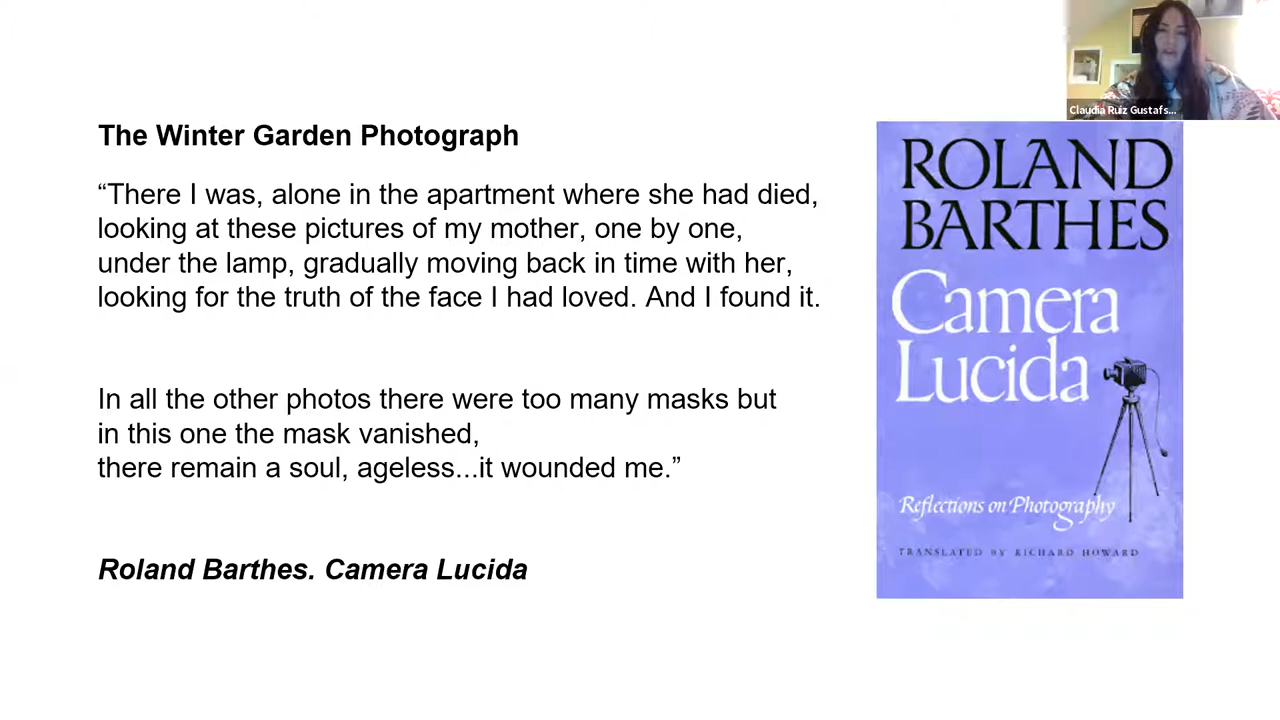 The Winter Garden Photograph
“There I was, alone in the apartment where she had died,
looking at these pictures of my mother, one by one,
under the lamp, gradually moving back in time with her,
looking for the truth of the face I had loved. And I found it.
In all the other photos there were too many masks but
in this one the mask vanished,
there remain a soul, ageless...it wounded me.”
Roland Barthes. Camera Lucida
Claudia Ruiz Gustafs...
ROLAND
BARTHES
Camera
Lucida
Reflections on Photography
TRANSLATED BY RICHARD HOWARD